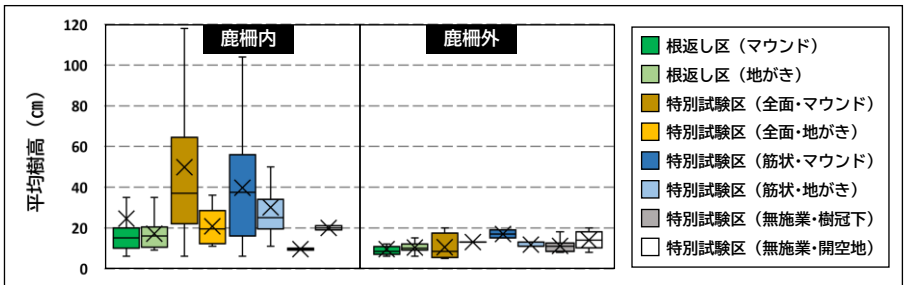 平均樹高(㎝)
120
100
80
60
40
20
0
鹿柵内
鹿柵外
根返し区(マウンド)
根返し区(地がき)
特別試験区(全面・マウンド)
特別試験区(全面・地がき)
特別試験区(筋状・マウンド)
特別試験区(筋状・地がき)
特別試験区(無施業・樹冠下)
特別試験区(無施業・開空地)